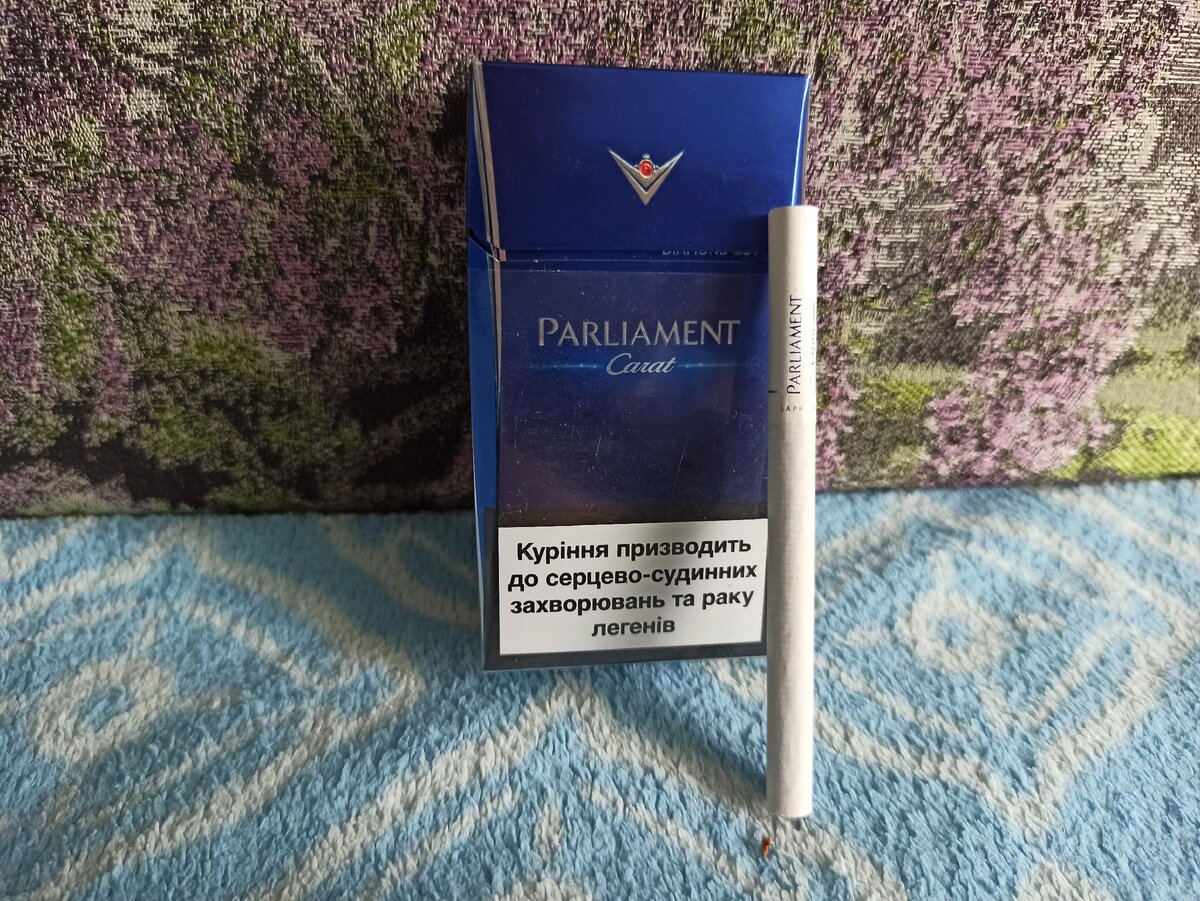 PARLIAMENT
Carat
Куріння призводить
до серцево-судинних
захворювань та раку
легенів
PARLIAMENT